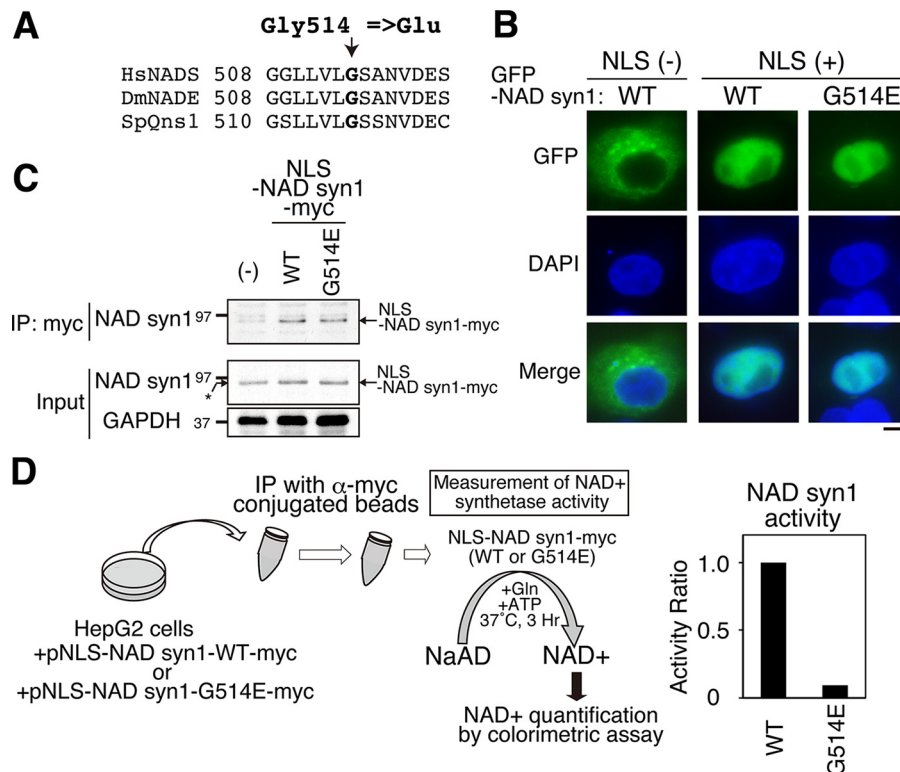 A
Gly514 =>Glu
HsNADS 508 GGLLVLGSANVDES
DmNADE 508 GGLLVLGSANVDES
SpQns1 510 GSLLVLGSSNVDEC
B
NLS (-) NLS (+)
GFP
-NAD syn1: WT WT G514E
GFP
DAPI
Merge
C
NLS
-NAD syn1
-myc
(-) WT G514E
IP: myc NAD syn1 97 NLS
-NAD syn1-myc
Input NAD syn1 97 NLS
-NAD syn1-myc
*
GAPDH 37
D
IP with α-myc
conjugated beads
HepG2 cells
+pNLS-NAD syn1-WT-myc
or
+pNLS-NAD syn1-G514E-myc
Measurement of NAD+
synthetase activity
NLS-NAD syn1-myc
(WT or G514E)
+Gln
+ATP
37˚C, 3 Hr
NaAD NAD+
NAD+ quantification
by colorimetric assay
NAD syn1
activity
Activity Ratio
1.0
0.5
0
WT G514E